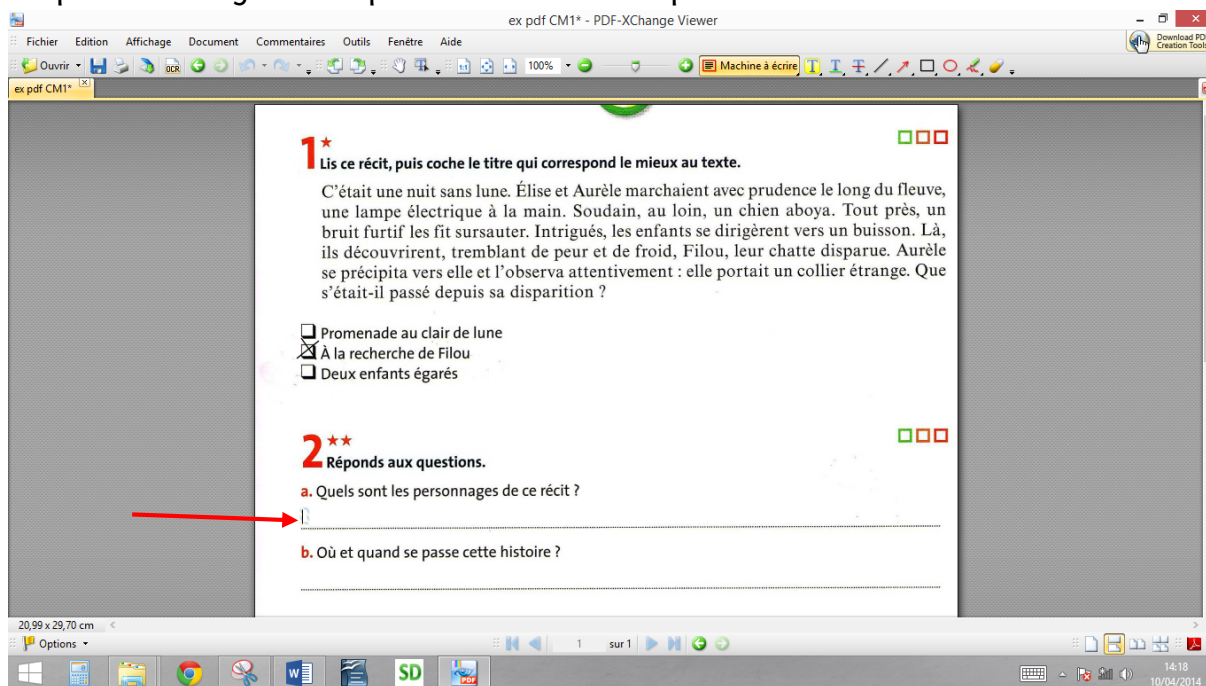 ex pdf CM1* - PDF-XChange Viewer
Fichier Edition Affichage Document Commentaires Outils Fenêtre Aide
Download PD
Creation Tools
Ouvrir OCR 1:1 100% Machine à écrire T T T
ex pdf CM1*
1*
Lis ce récit, puis coche le titre qui correspond le mieux au texte.
C'était une nuit sans lune. Élise et Aurèle marchaient avec prudence le long du fleuve,
une lampe électrique à la main. Soudain, au loin, un chien aboya. Tout près, un
bruit furtif les fit sursauter. Intrigués, les enfants se dirigèrent vers un buisson. Là,
ils découvrirent, tremblant de peur et de froid, Filou, leur chatte disparue. Aurèle
se précipita vers elle et l'observa attentivement : elle portait un collier étrange. Que
s'était-il passé depuis sa disparition ?
Promenade au clair de lune
À la recherche de Filou
Deux enfants égarés
2**
Réponds aux questions.
a. Quels sont les personnages de ce récit ?
b. Où et quand se passe cette histoire ?
20,99 x 29,70 cm
Options 1 sur 1
W SD PDF
14:18
10/04/2014